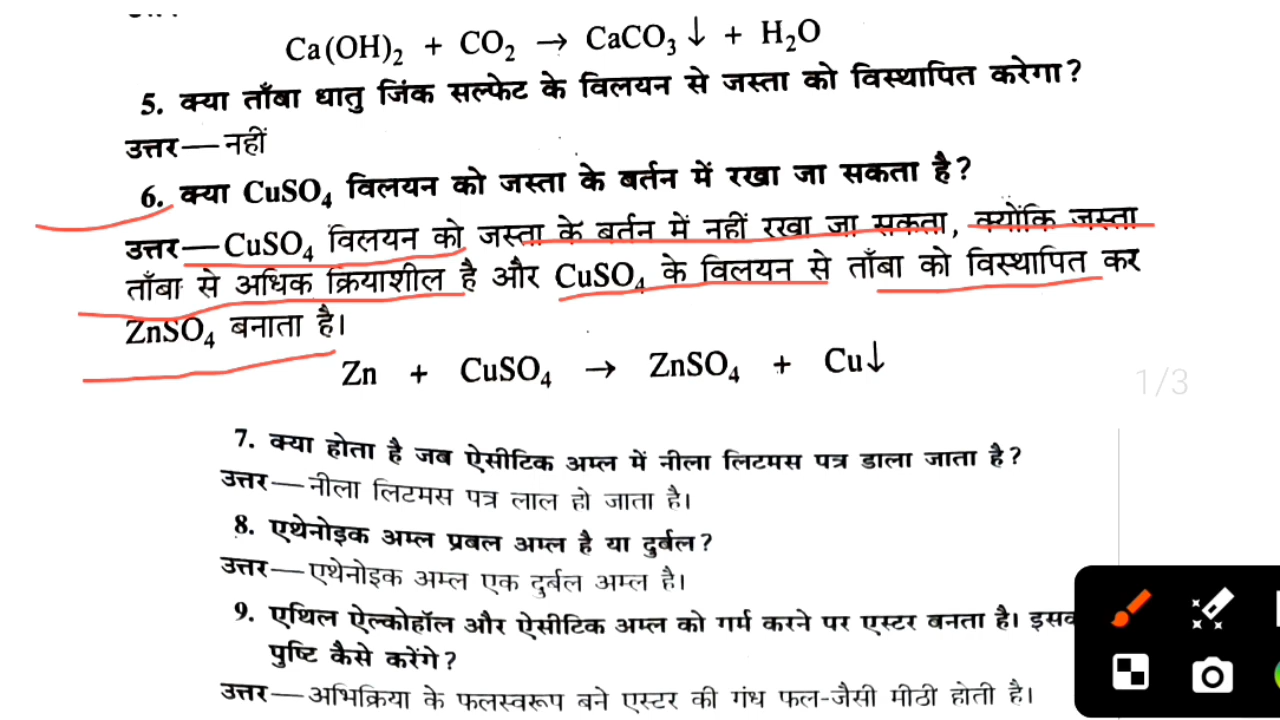 Ca(OH)₂ + CO₂ → CaCO₃↓ + H₂O
5. क्या ताँबा धातु जिंक सल्फेट के विलयन से जस्ता को विस्थापित करेगा?
उत्तर—नहीं
6. क्या CuSO₄ विलयन को जस्ता के बर्तन में रखा जा सकता है?
उत्तर—CuSO₄ विलयन को जस्ता के बर्तन में नहीं रखा जा सकता, क्योंकि जस्ता
ताँबा से अधिक क्रियाशील है और CuSO₄ के विलयन से ताँबा को विस्थापित कर
ZnSO₄ बनाता है।
Zn + CuSO₄ → ZnSO₄ + Cu↓
1/3
7. क्या होता है जब ऐसीटिक अम्ल में नीला लिटमस पत्र डाला जाता है?
उत्तर—नीला लिटमस पत्र लाल हो जाता है।
8. एथेनोइक अम्ल प्रबल अम्ल है या दुर्बल?
उत्तर—एथेनोइक अम्ल एक दुर्बल अम्ल है।
9. एथिल ऐल्कोहॉल और ऐसीटिक अम्ल को गर्म करने पर एस्टर बनता है।
पुष्टि कैसे करेंगे?
उत्तर—अभिक्रिया के फलस्वरूप बने एस्टर की गंध फल-जैसी मीठी होती है।